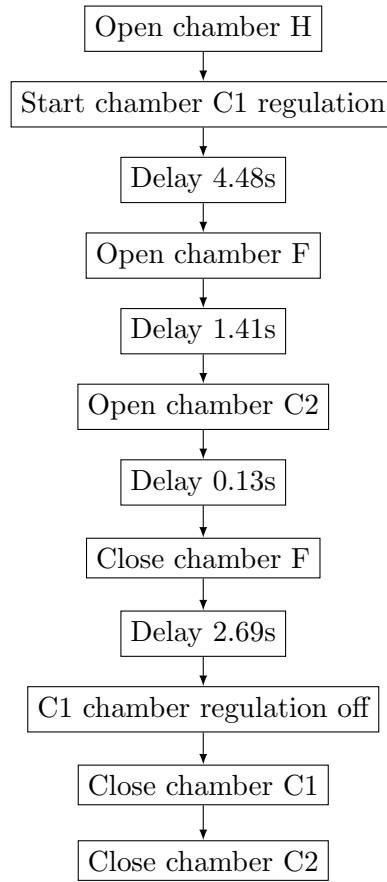 Open chamber H
Start chamber C1 regulation
Delay 4.48s
Open chamber F
Delay 1.41s
Open chamber C2
Delay 0.13s
Close chamber F
Delay 2.69s
C1 chamber regulation off
Close chamber C1
Close chamber C2